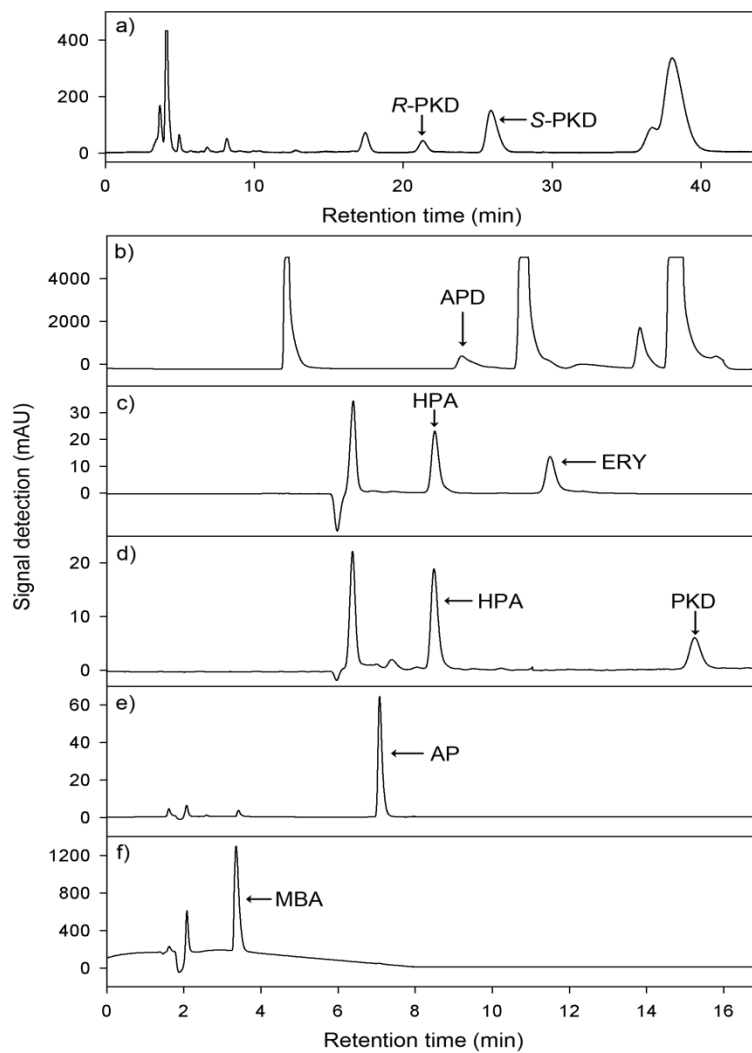 a)
400
200
0
R-PKD
S-PKD
0 10 20 30 40
Retention time (min)
Signal detection (mAU)
b)
4000
2000
0
APD
c)
30
20
10
0
HPA
ERY
d)
20
10
0
HPA
PKD
e)
60
40
20
0
AP
f)
1200
800
400
0
MBA
0 2 4 6 8 10 12 14 16
Retention time (min)